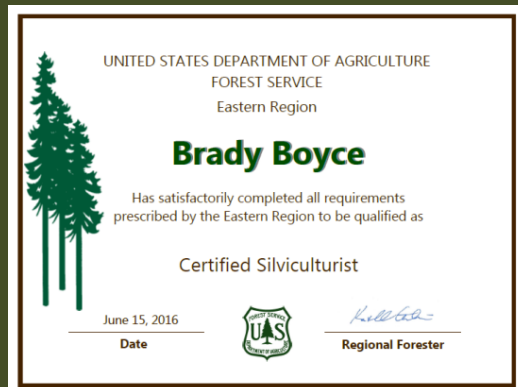 UNITED STATES DEPARTMENT OF AGRICULTURE
FOREST SERVICE
Eastern Region
Brady Boyce
Has satisfactorily completed all requirements
prescribed by the Eastern Region to be qualified as
Certified Silviculturist
June 15, 2016
Date
FOREST SERVICE
U S
DEPARTMENT OF AGRICULTURE
Regional Forester